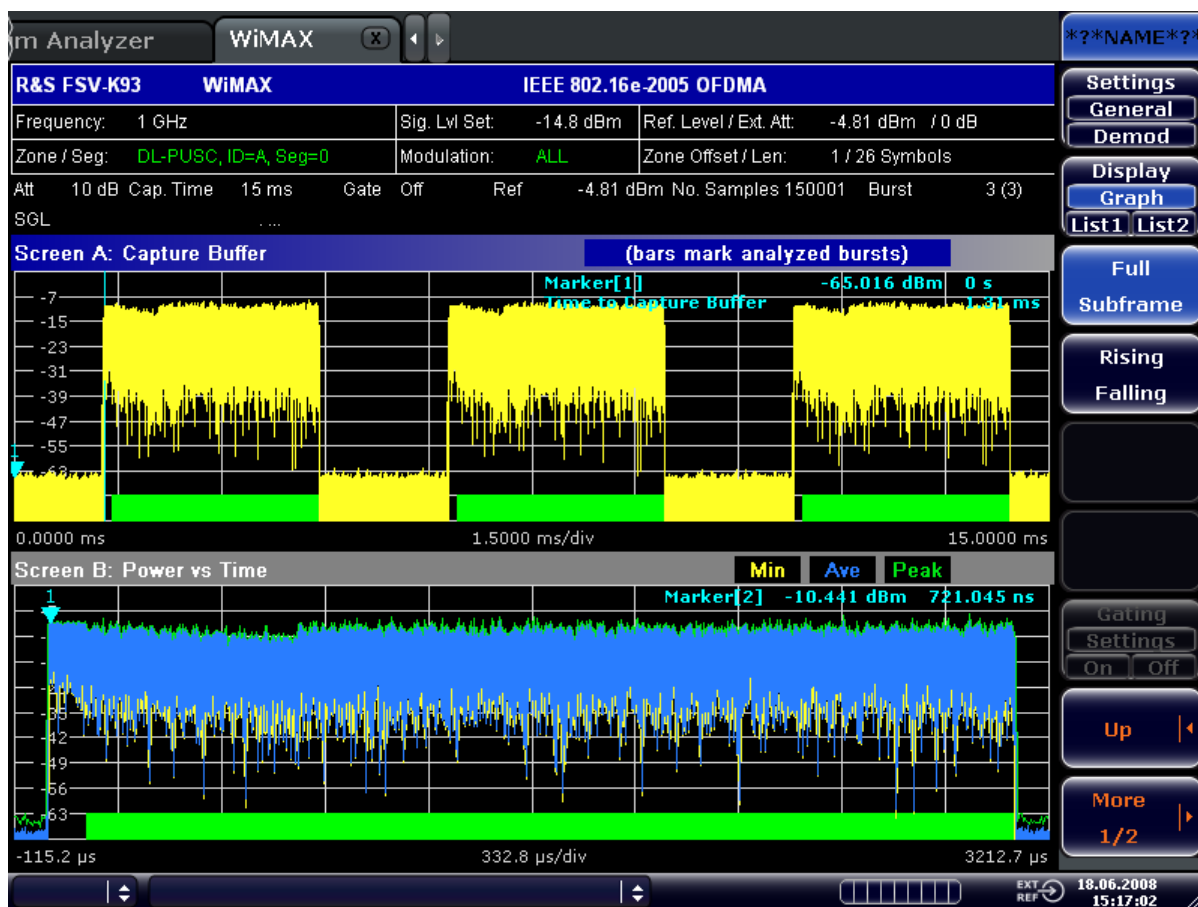 m Analyzer WiMAX X
*?*NAME*?*
R&S FSV-K93 WiMAX IEEE 802.16e-2005 OFDMA
Frequency: 1 GHz Sig. Lvl Set: -14.8 dBm Ref. Level / Ext. Att: -4.81 dBm / 0 dB
Zone / Seg: DL-PUSC, ID=A, Seg=0 Modulation: ALL Zone Offset / Len: 1 / 26 Symbols
Att 10 dB Cap. Time 15 ms Gate Off Ref -4.81 dBm No. Samples 150001 Burst 3 (3)
SGL . ...
Screen A: Capture Buffer (bars mark analyzed bursts)
Marker[1] -65.016 dBm 0 s
Time to Capture Buffer 1.31 ms
-7
-15
-23
-31
-39
-47
-55
-63
1
0.0000 ms 1.5000 ms/div 15.0000 ms
Screen B: Power vs Time Min Ave Peak
1
Marker[2] -10.441 dBm 721.045 ns
-42
-49
-56
-63
-115.2 µs 332.8 µs/div 3212.7 µs
Settings
General
Demod
Display
Graph
List1 List2
Full
Subframe
Rising
Falling
Gating
Settings
On Off
Up
More
1/2
EXT
REF
18.06.2008
15:17:02